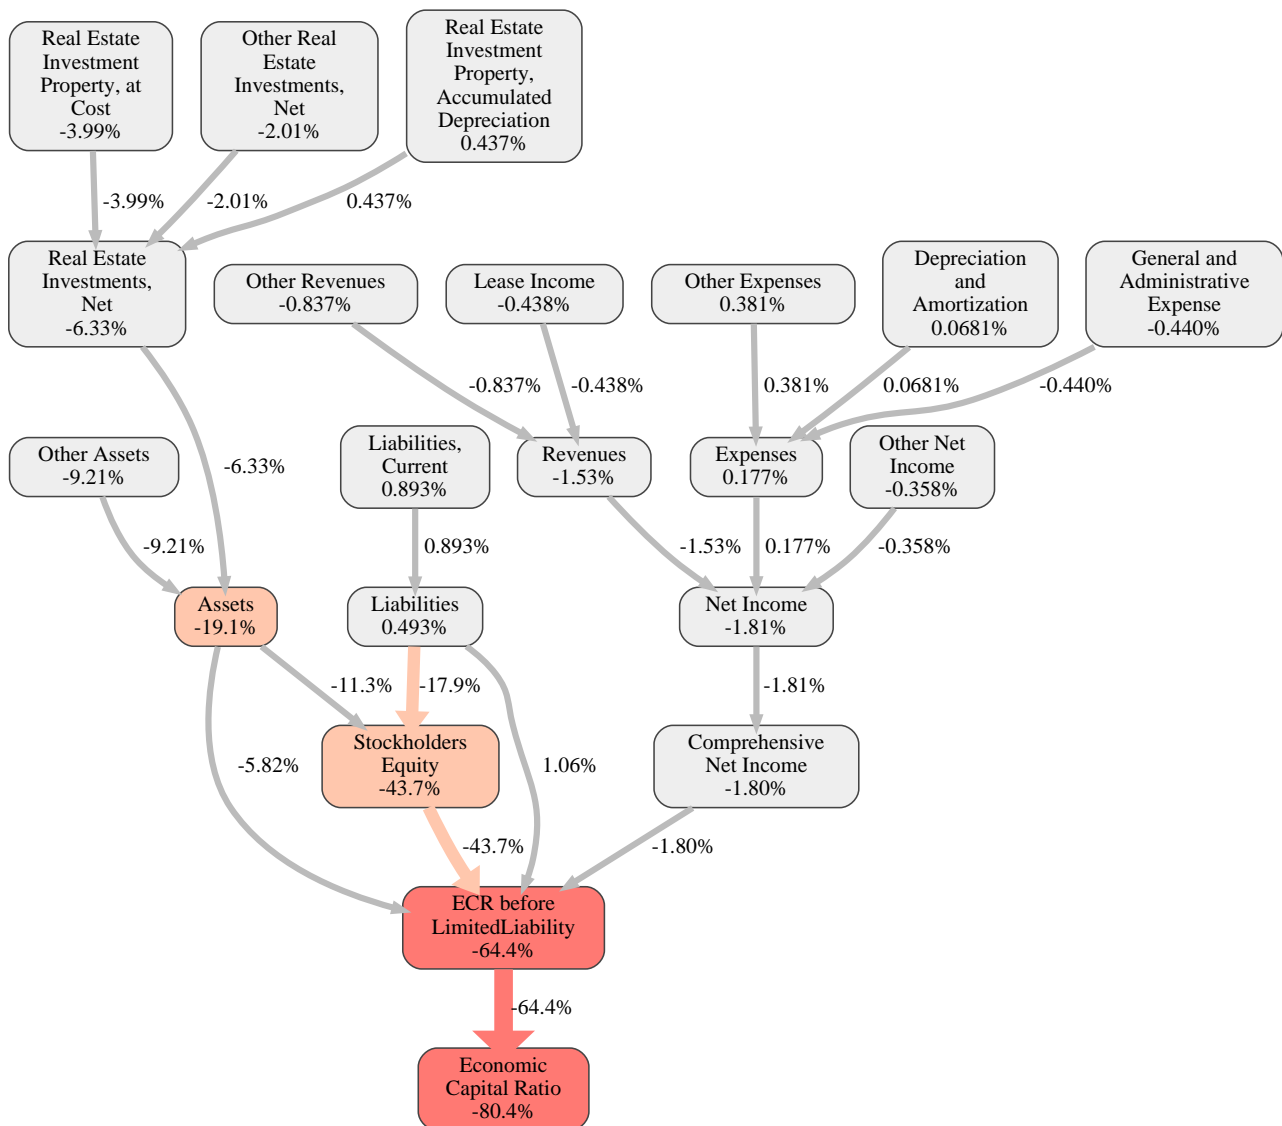 Real Estate
Investment
Property, at
Cost
-3.99%
Other Real
Estate
Investments,
Net
-2.01%
Real Estate
Investment
Property,
Accumulated
Depreciation
0.437%
-3.99%
-2.01%
0.437%
Real Estate
Investments,
Net
-6.33%
Other Revenues
-0.837%
Lease Income
-0.438%
Other Expenses
0.381%
Depreciation
and
Amortization
0.0681%
General and
Administrative
Expense
-0.440%
-0.837%
-0.438%
0.381%
0.0681%
-0.440%
Other Assets
-9.21%
-6.33%
Liabilities,
Current
0.893%
Revenues
-1.53%
Expenses
0.177%
Other Net
Income
-0.358%
-9.21%
0.893%
-1.53%
0.177%
-0.358%
Assets
-19.1%
Liabilities
0.493%
Net Income
-1.81%
-11.3%
-17.9%
-1.81%
Stockholders
Equity
-43.7%
Comprehensive
Net Income
-1.80%
-5.82%
1.06%
-43.7%
-1.80%
ECR before
LimitedLiability
-64.4%
-64.4%
Economic
Capital Ratio
-80.4%